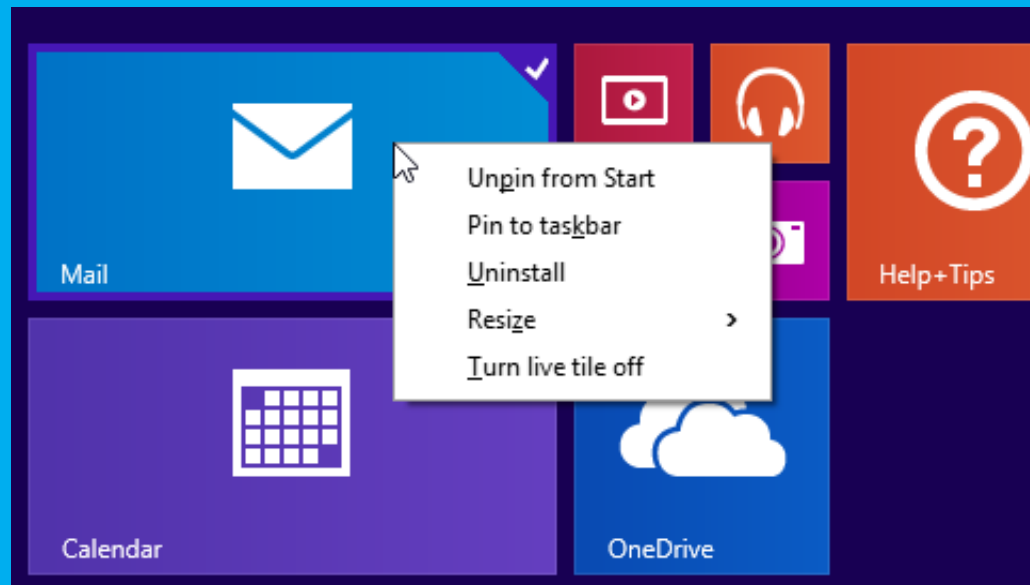 Unpin from Start
Pin to taskbar
Uninstall
Resize
Turn live tile off
Mail
Help+Tips
Calendar
OneDrive